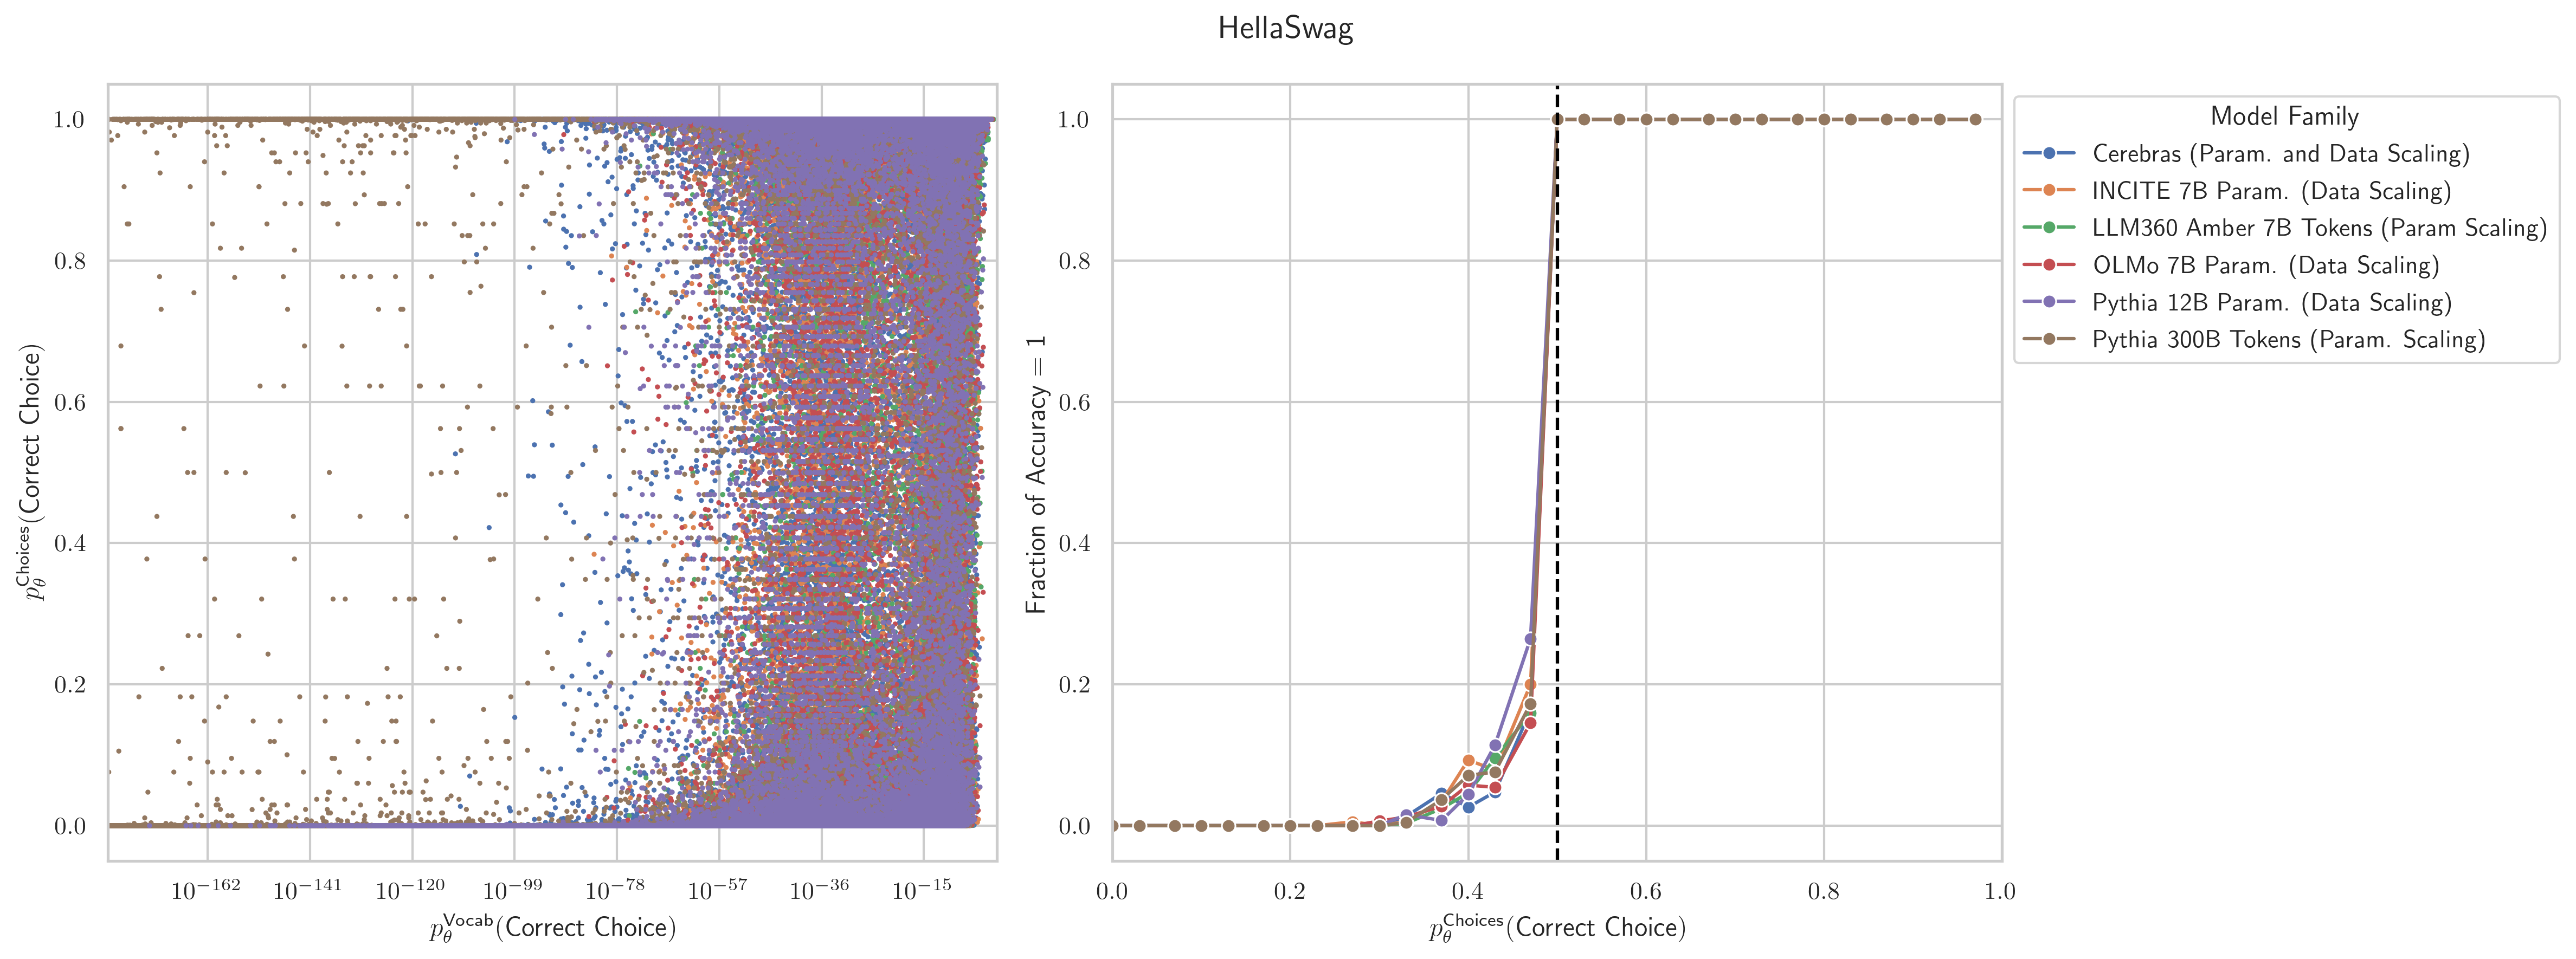 HellaSwag
1.0
0.8
0.6
0.4
0.2
0.0
p_θ^Choices(Correct Choice)
10^−162
10^−141
10^−120
10^−99
10^−78
10^−57
10^−36
10^−15
p_θ^Vocab(Correct Choice)
1.0
0.8
0.6
0.4
0.2
0.0
Fraction of Accuracy = 1
0.0
0.2
0.4
0.6
0.8
1.0
p_θ^Choices(Correct Choice)
Model Family
Cerebras (Param. and Data Scaling)
INCITE 7B Param. (Data Scaling)
LLM360 Amber 7B Tokens (Param Scaling)
OLMo 7B Param. (Data Scaling)
Pythia 12B Param. (Data Scaling)
Pythia 300B Tokens (Param. Scaling)